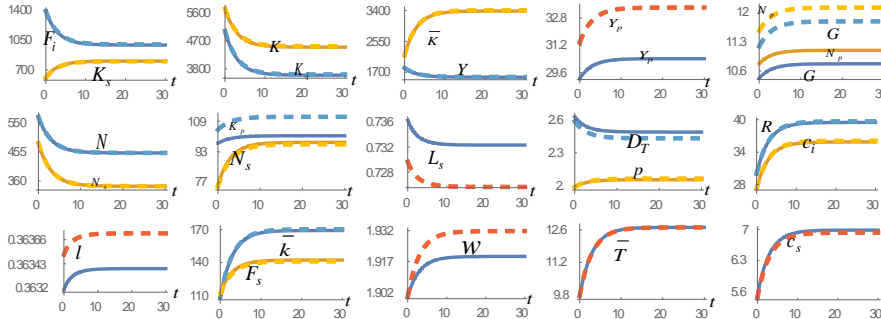 1400 F_i 1050 700 K_s 0 10 20 30 t
5700 K 4700 3800 K_i 0 10 20 30 t
3400 κ̅ 2500 1700 Y 0 10 20 30 t
32.6 Y_p 31.1 29.6 Y_p 0 10 20 30 t
N_p 12.1 G 11.3 N_p 10.6 G 0 10 20 30 t
570 N 455 360 N_i 0 10 20 30 t
109 K_p 93 N_s 77 0 10 20 30 t
0.736 L_s 0.732 0.728 0 10 20 30 t
2.6 D_T 2.3 p 2 0 10 20 30 t
40 R c_i 34 28 0 10 20 30 t
0.36366 l 0.36343 0.3632 0 10 20 30 t
170 k̅ 140 F_s 110 0 10 20 30 t
1.932 W 1.917 1.902 0 10 20 30 t
12.6 T̅ 11.2 9.8 0 10 20 30 t
7 c_s 6.3 5.6 0 10 20 30 t